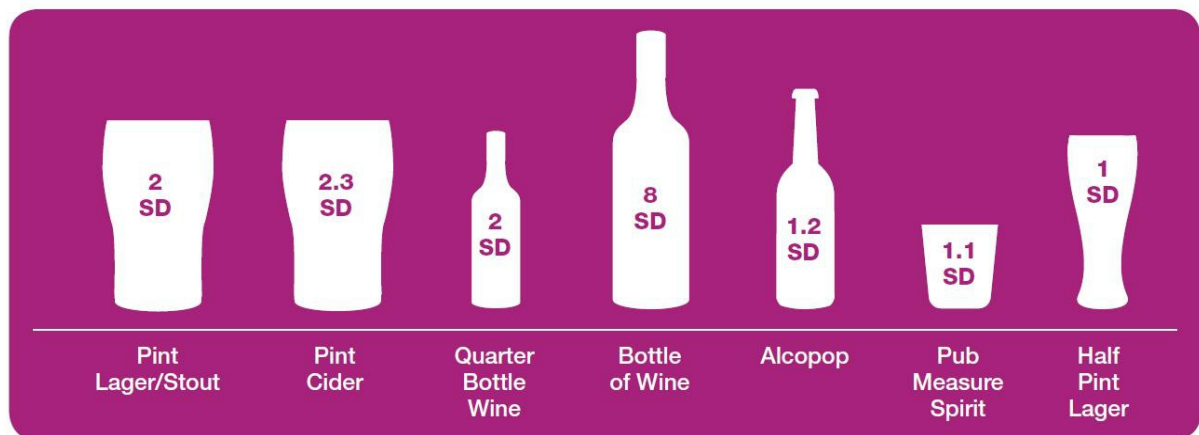 2
SD
2.3
SD
2
SD
8
SD
1.2
SD
1.1
SD
1
SD
Pint
Lager/Stout
Pint
Cider
Quarter
Bottle
Wine
Bottle
of Wine
Alcopop
Pub
Measure
Spirit
Half
Pint
Lager